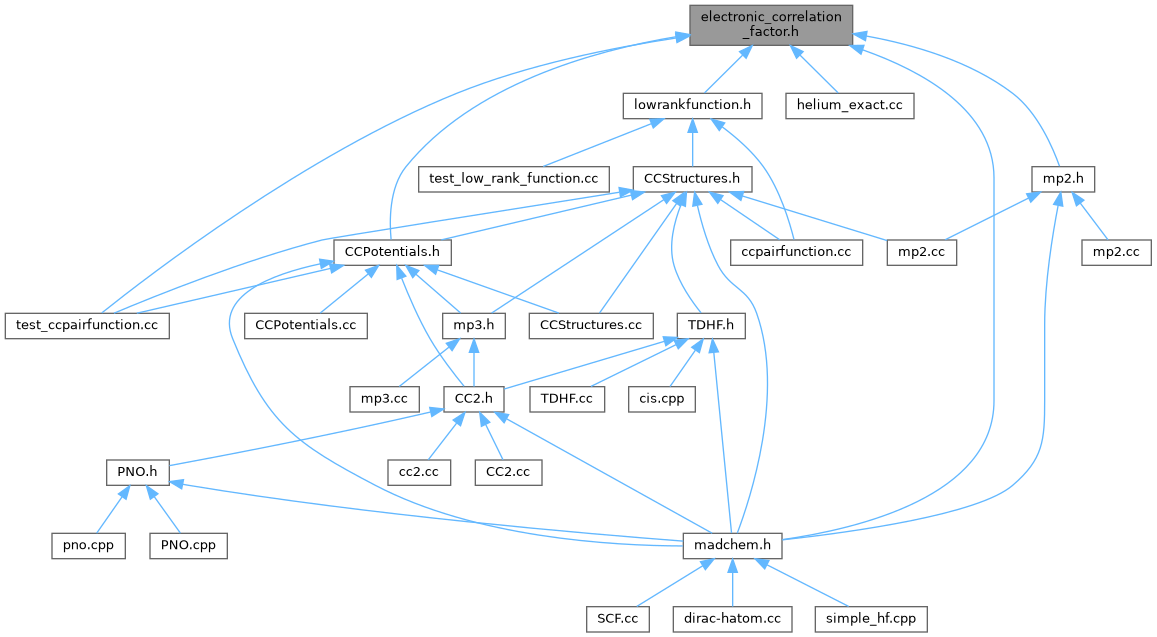 electronic_correlation
_factor.h
lowrankfunction.h
helium_exact.cc
test_low_rank_function.cc
CCStructures.h
mp2.h
CCPotentials.h
ccpairfunction.cc
mp2.cc
mp2.cc
test_ccpairfunction.cc
CCPotentials.cc
mp3.h
CCStructures.cc
TDHF.h
mp3.cc
CC2.h
TDHF.cc
cis.cpp
PNO.h
cc2.cc
CC2.cc
pno.cpp
PNO.cpp
madchem.h
SCF.cc
dirac-hatom.cc
simple_hf.cpp